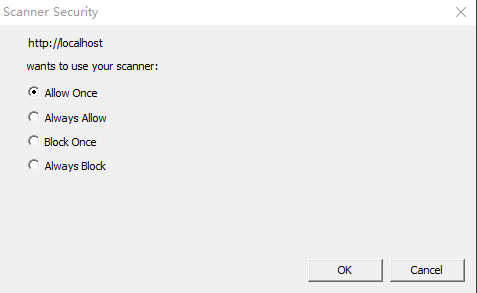 Scanner Security
http://localhost
wants to use your scanner:
Allow Once
Always Allow
Block Once
Always Block
OK Cancel